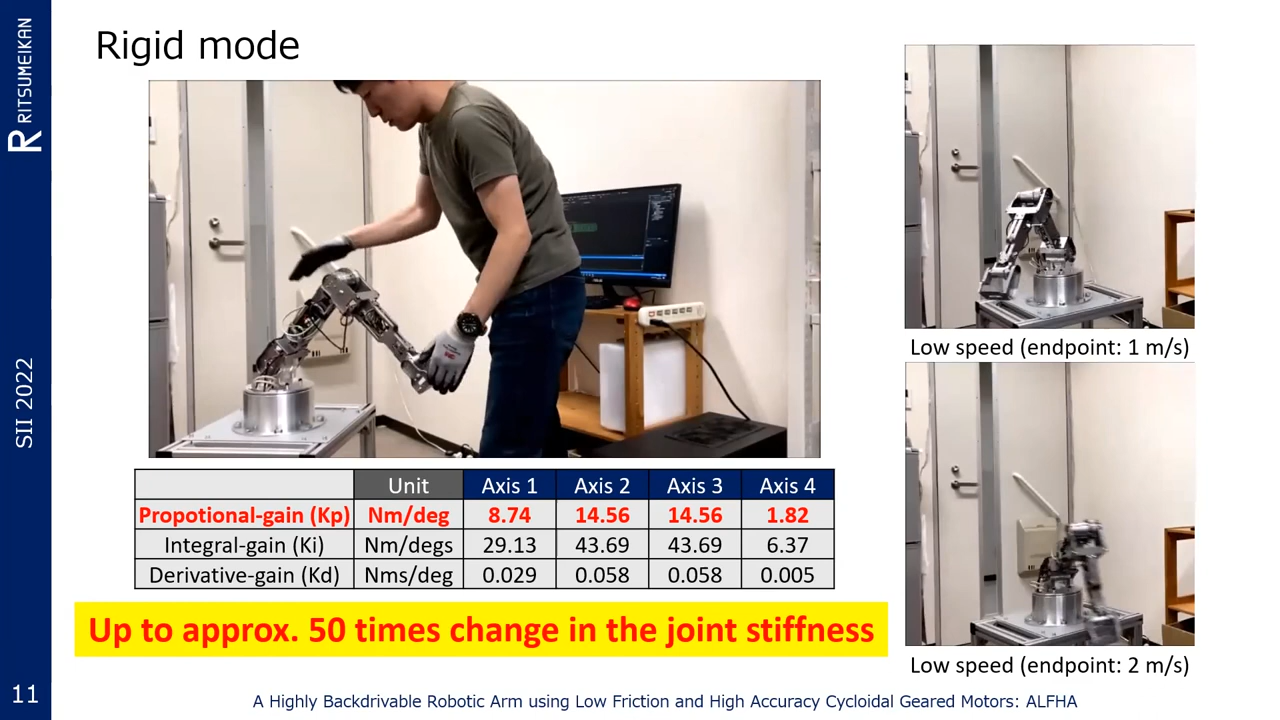 RITSUMEIKAN
SII 2022
11
Rigid mode
Unit Axis 1 Axis 2 Axis 3 Axis 4
Propotional-gain (Kp) Nm/deg 8.74 14.56 14.56 1.82
Integral-gain (Ki) Nm/degs 29.13 43.69 43.69 6.37
Derivative-gain (Kd) Nms/deg 0.029 0.058 0.058 0.005
Up to approx. 50 times change in the joint stiffness
Low speed (endpoint: 1 m/s)
Low speed (endpoint: 2 m/s)
A Highly Backdrivable Robotic Arm using Low Friction and High Accuracy Cycloidal Geared Motors: ALFHA